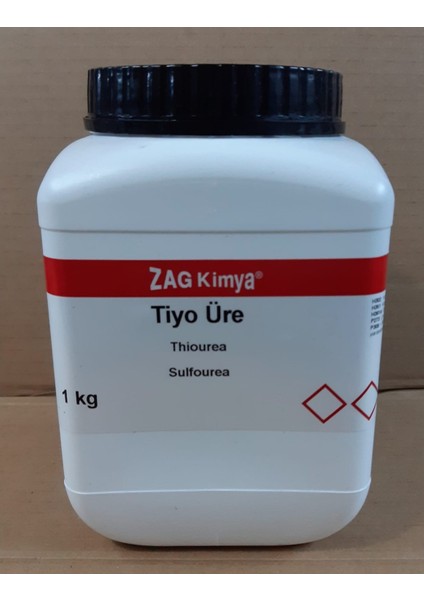 ZAG Kimya®
Tiyo Üre
Thiourea
Sulfourea
1 kg